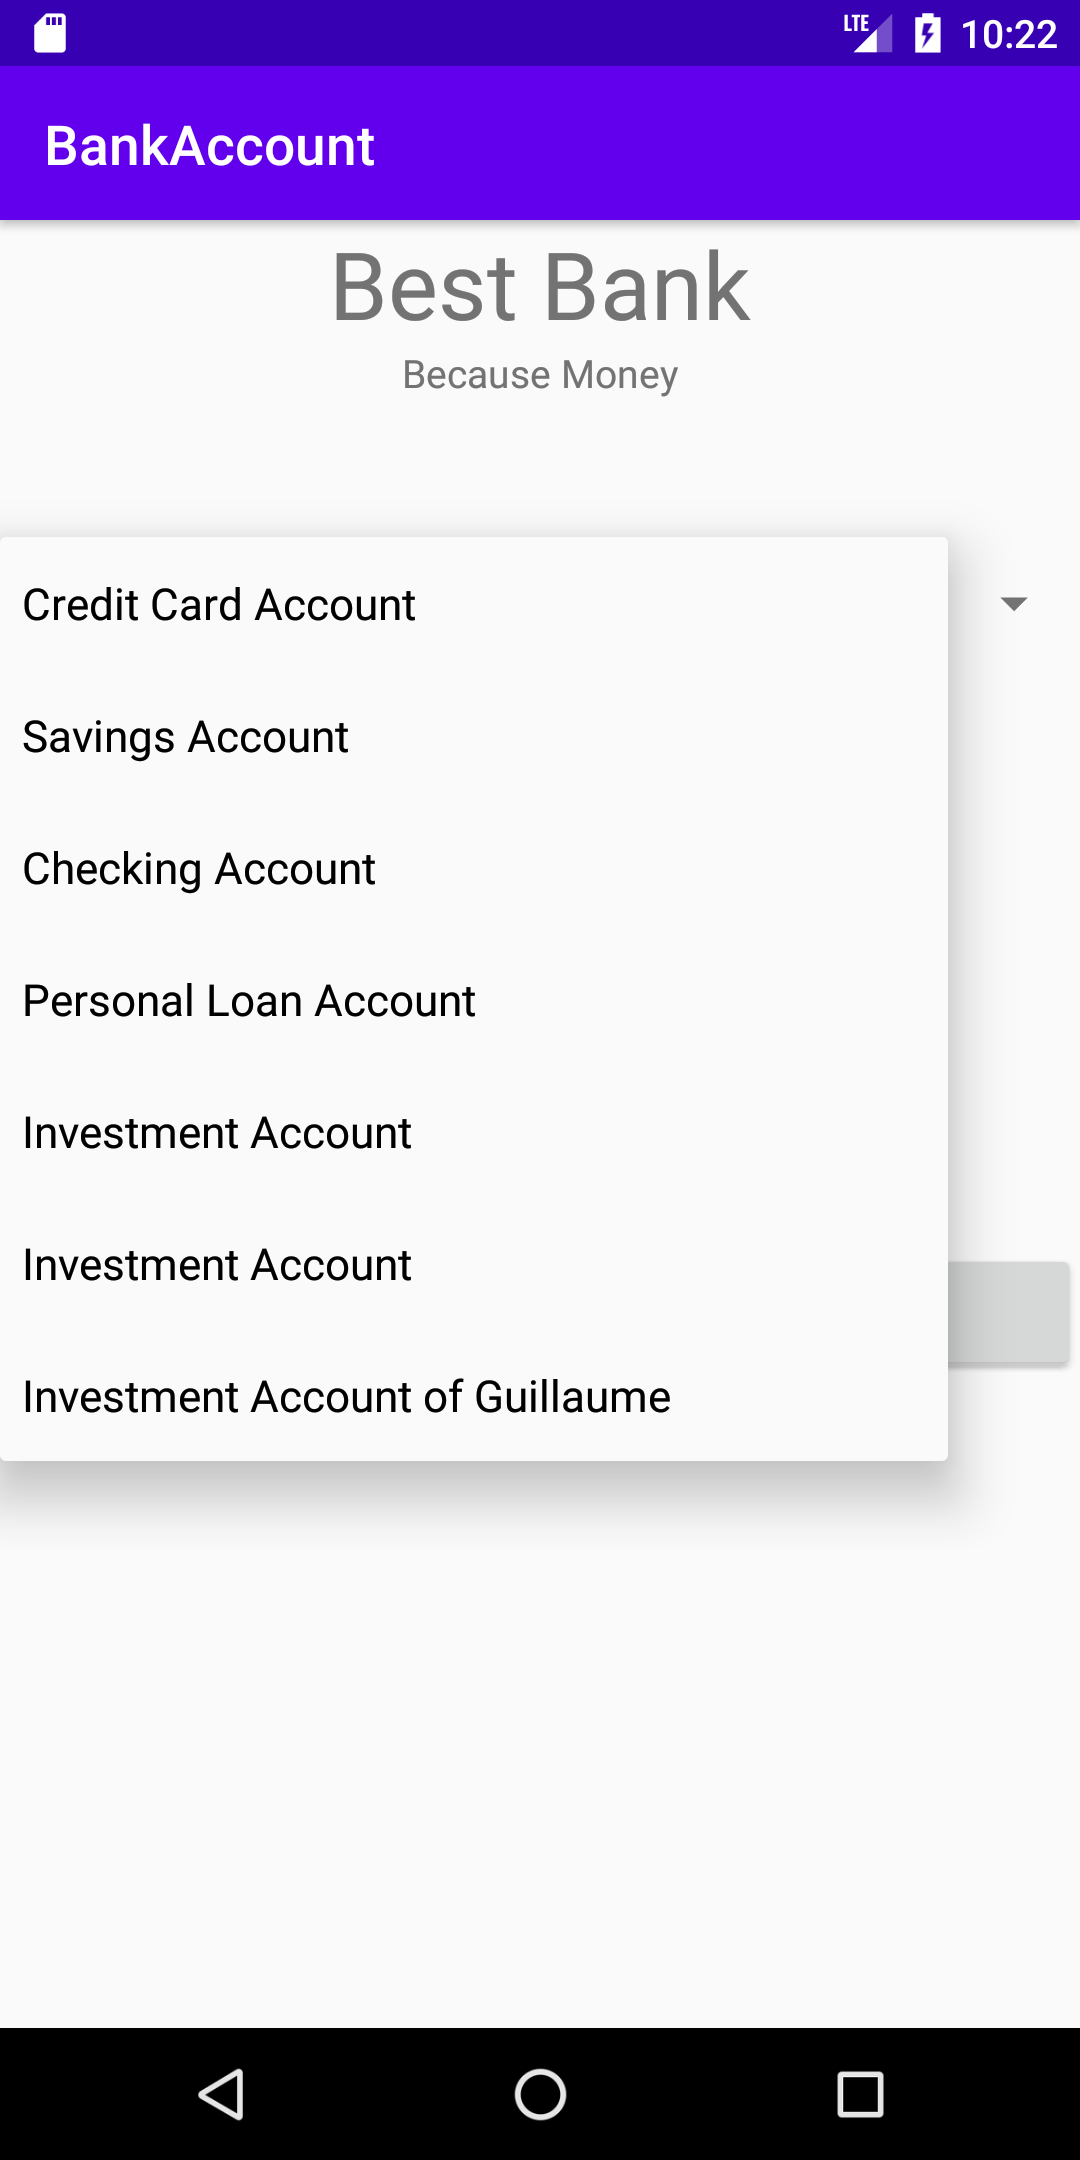 LTE 10:22
BankAccount
Best Bank
Because Money
Credit Card Account
Savings Account
Checking Account
Personal Loan Account
Investment Account
Investment Account
Investment Account of Guillaume